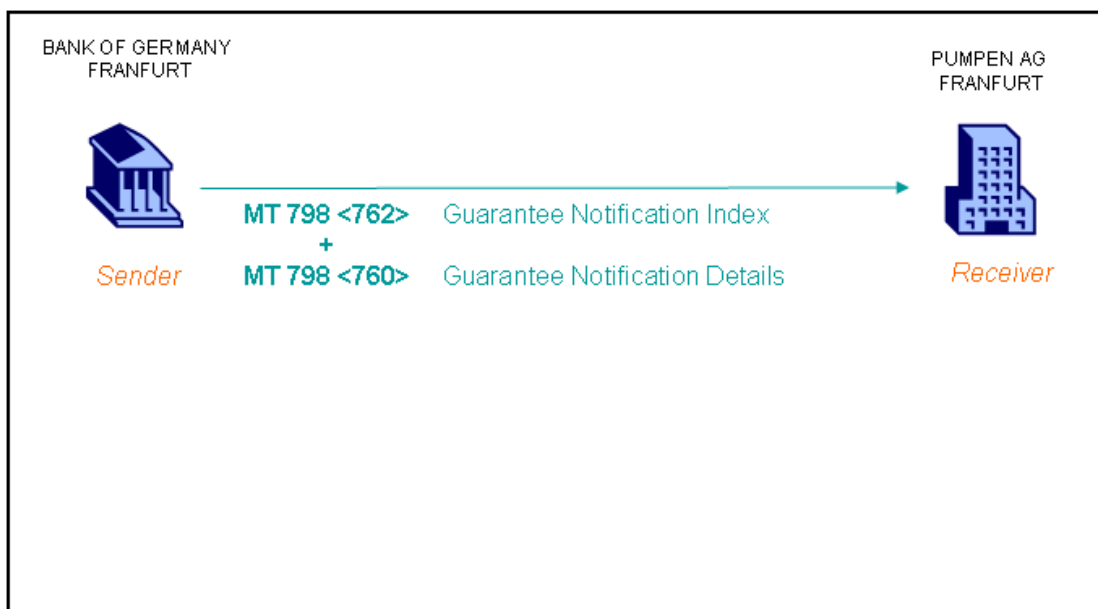 BANK OF GERMANY
FRANFURT
PUMPEN AG
FRANFURT
MT 798 <762> Guarantee Notification Index
+
MT 798 <760> Guarantee Notification Details
Sender
Receiver